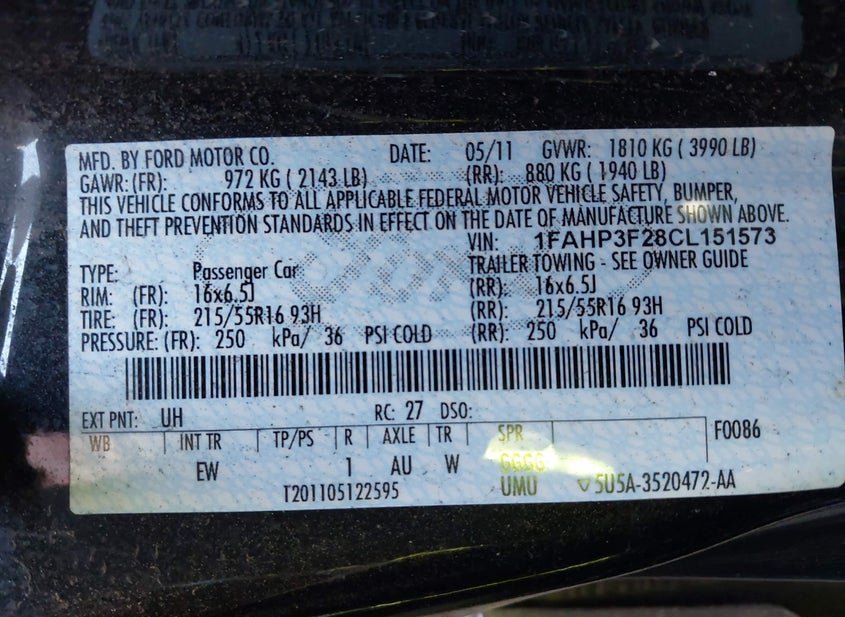 MFD. BY FORD MOTOR CO. DATE: 05/11 GVWR: 1810 KG ( 3990 LB)
GAWR: (FR): 972 KG ( 2143 LB) (RR): 880 KG ( 1940 LB)
THIS VEHICLE CONFORMS TO ALL APPLICABLE FEDERAL MOTOR VEHICLE SAFETY, BUMPER,
AND THEFT PREVENTION STANDARDS IN EFFECT ON THE DATE OF MANUFACTURE SHOWN ABOVE.
VIN: 1FAHP3F28CL151573
TYPE: Passenger Car TRAILER TOWING - SEE OWNER GUIDE
RIM: (FR): 16x6.5J (RR): 16x6.5J
TIRE: (FR): 215/55R16 93H (RR): 215/55R16 93H
PRESSURE: (FR): 250 kPa/ 36 PSI COLD (RR): 250 kPa/ 36 PSI COLD
EXT PNT: UH RC: 27 DSO:
WB INT TR TP/PS R AXLE TR SPR F0086
EW 1 AU W GGGG
T201105122595 UMU ▽5U5A-3520472-AA